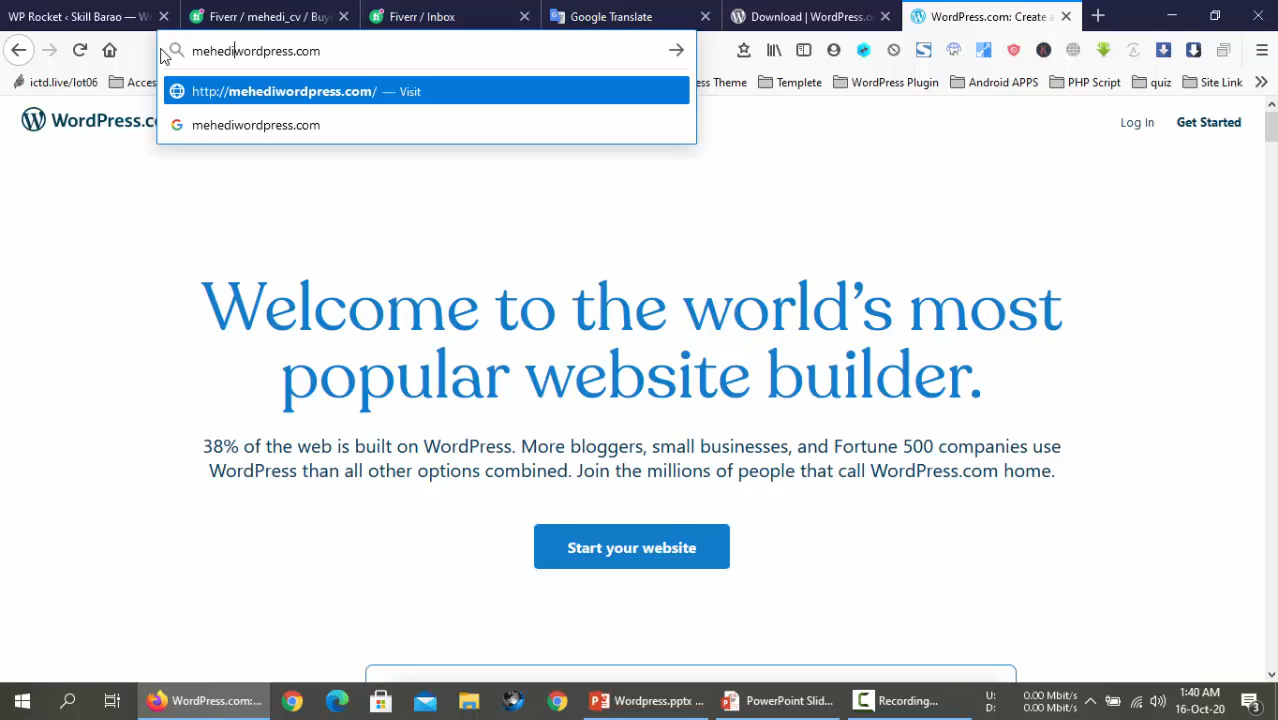 WP Rocket ‹ Skill Barao — W
Fiverr / mehedi_cv / Buy
Fiverr / Inbox
Google Translate
Download | WordPress.o
WordPress.com: Create a
mehediwordpress.com
http://mehediwordpress.com/ — Visit
mehediwordpress.com
ictd.live/lot06
Acces
Theme
Templete
WordPress Plugin
Android APPS
PHP Script
quiz
Site Link
WordPress.co
Log In
Get Started
Welcome to the world's most
popular website builder.
38% of the web is built on WordPress. More bloggers, small businesses, and Fortune 500 companies use
WordPress than all other options combined. Join the millions of people that call WordPress.com home.
Start your website
WordPress.com:...
Wordpress.pptx ...
PowerPoint Slid...
Recording...
U: 0.00 Mbit/s
D: 0.00 Mbit/s
1:40 AM
16-Oct-20
3